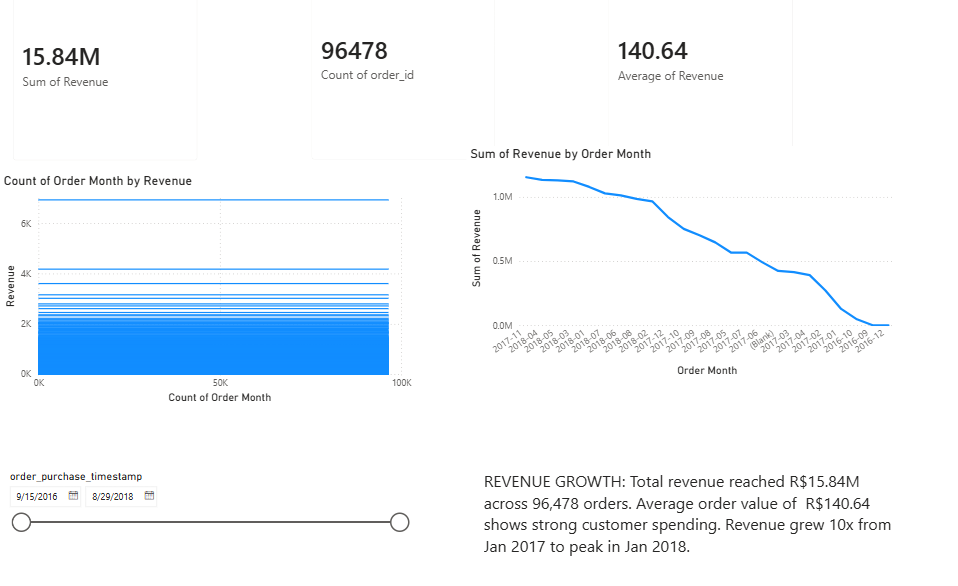 15.84M
Sum of Revenue
96478
Count of order_id
140.64
Average of Revenue
Count of Order Month by Revenue
Revenue
6K
4K
2K
0K
0K
50K
100K
Count of Order Month
Sum of Revenue by Order Month
Sum of Revenue
1.0M
0.5M
0.0M
2017-11
2018-04
2018-05
2018-03
2018-01
2018-07
2018-06
2018-08
2018-02
2017-12
2017-10
2017-09
2017-08
2017-05
2017-07
2017-06
(Blank)
2017-03
2017-04
2017-02
2017-01
2016-10
2016-09
2016-12
Order Month
order_purchase_timestamp
9/15/2016
8/29/2018
REVENUE GROWTH: Total revenue reached R$15.84M
across 96,478 orders. Average order value of  R$140.64
shows strong customer spending. Revenue grew 10x from
Jan 2017 to peak in Jan 2018.